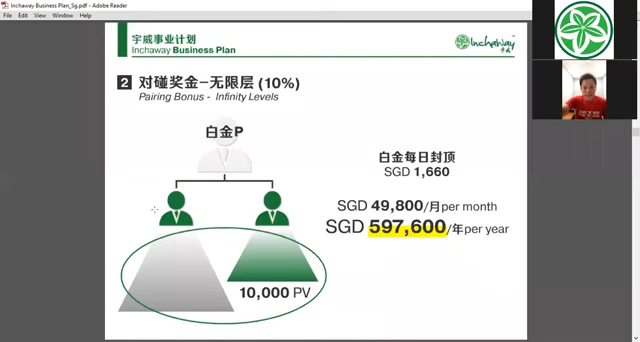 Inchaway Business Plan_Sg.pdf - Adobe Reader
File Edit View Window Help
宇威事业计划
Inchaway Business Plan
Inchaway
宇威
2 对碰奖金–无限层 (10%)
Pairing Bonus - Infinity Levels
白金P
10,000 PV
白金每日封顶
SGD 1,660
SGD 49,800/月per month
SGD 597,600/年per year